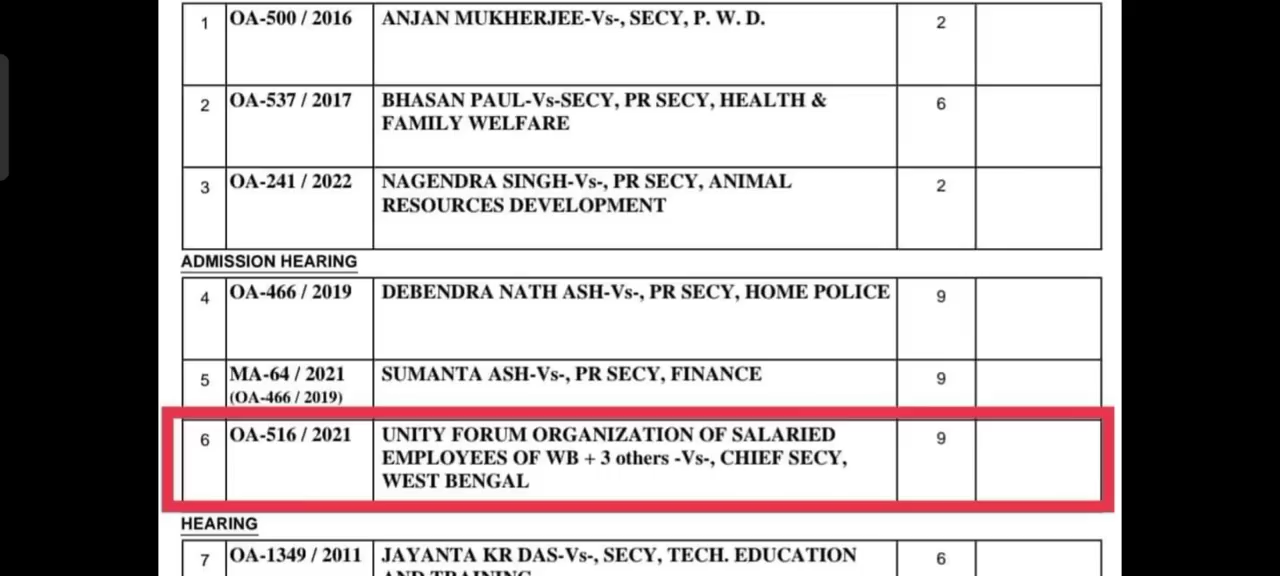 1 OA-500 / 2016 ANJAN MUKHERJEE-Vs-, SECY, P. W. D. 2
2 OA-537 / 2017 BHASAN PAUL-Vs-SECY, PR SECY, HEALTH & 6
FAMILY WELFARE
3 OA-241 / 2022 NAGENDRA SINGH-Vs-, PR SECY, ANIMAL 2
RESOURCES DEVELOPMENT
ADMISSION HEARING
4 OA-466 / 2019 DEBENDRA NATH ASH-Vs-, PR SECY, HOME POLICE 9
5 MA-64 / 2021 SUMANTA ASH-Vs-, PR SECY, FINANCE 9
(OA-466 / 2019)
6 OA-516 / 2021 UNITY FORUM ORGANIZATION OF SALARIED 9
EMPLOYEES OF WB + 3 others -Vs-, CHIEF SECY,
WEST BENGAL
HEARING
7 OA-1349 / 2011 JAYANTA KR DAS-Vs-, SECY, TECH. EDUCATION 6
AND TRAINING